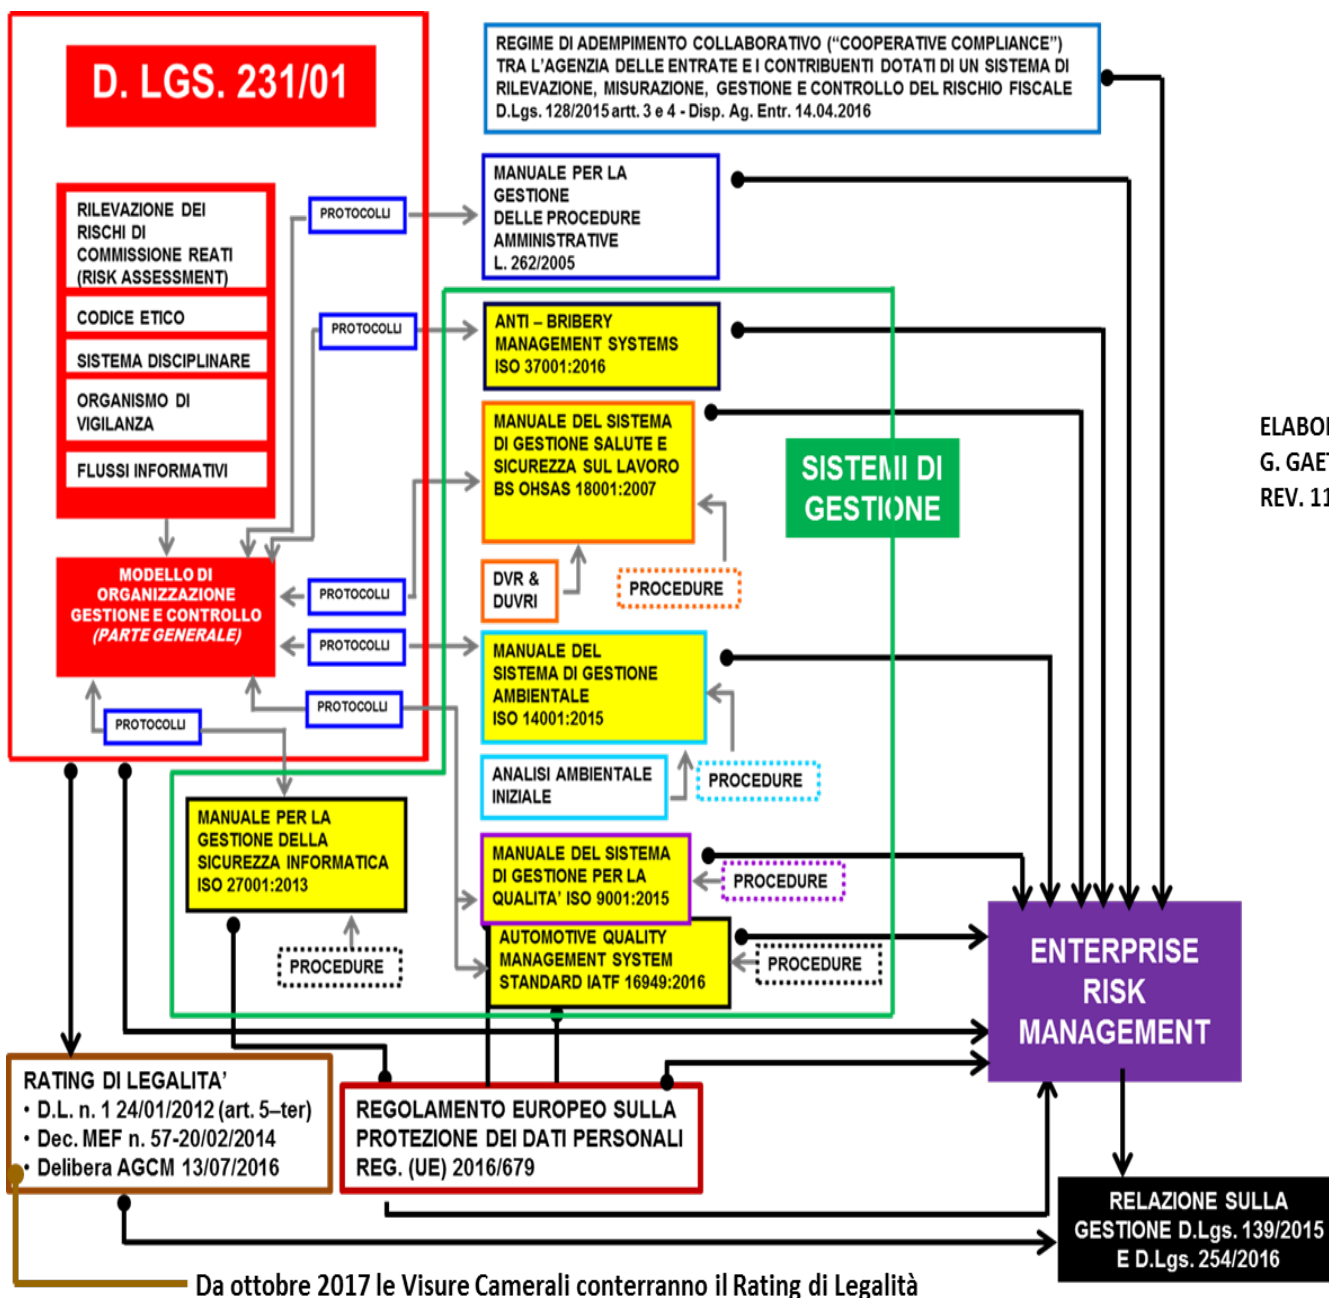 D. LGS. 231/01
RILEVAZIONE DEI
RISCHI DI
COMMISSIONE REATI
(RISK ASSESSMENT)
CODICE ETICO
SISTEMA DISCIPLINARE
ORGANISMO DI
VIGILANZA
FLUSSI INFORMATIVI
MODELLO DI
ORGANIZZAZIONE
GESTIONE E CONTROLLO
(PARTE GENERALE)
PROTOCOLLI
PROTOCOLLI
PROTOCOLLI
PROTOCOLLI
PROTOCOLLI
PROTOCOLLI
REGIME DI ADEMPIMENTO COLLABORATIVO (“COOPERATIVE COMPLIANCE”)
TRA L’AGENZIA DELLE ENTRATE E I CONTRIBUENTI DOTATI DI UN SISTEMA DI
RILEVAZIONE, MISURAZIONE, GESTIONE E CONTROLLO DEL RISCHIO FISCALE
D.Lgs. 128/2015 artt. 3 e 4 - Disp. Ag. Entr. 14.04.2016
MANUALE PER LA
GESTIONE
DELLE PROCEDURE
AMMINISTRATIVE
L. 262/2005
ANTI – BRIBERY
MANAGEMENT SYSTEMS
ISO 37001:2016
MANUALE DEL SISTEMA
DI GESTIONE SALUTE E
SICUREZZA SUL LAVORO
BS OHSAS 18001:2007
SISTEMI DI
GESTIONE
DVR &
DUVRI
PROCEDURE
MANUALE DEL
SISTEMA DI GESTIONE
AMBIENTALE
ISO 14001:2015
ANALISI AMBIENTALE
INIZIALE
PROCEDURE
MANUALE PER LA
GESTIONE DELLA
SICUREZZA INFORMATICA
ISO 27001:2013
PROCEDURE
MANUALE DEL SISTEMA
DI GESTIONE PER LA
QUALITA’ ISO 9001:2015
PROCEDURE
AUTOMOTIVE QUALITY
MANAGEMENT SYSTEM
STANDARD IATF 16949:2016
PROCEDURE
ELABOR
G. GAET
REV. 11
ENTERPRISE
RISK
MANAGEMENT
RATING DI LEGALITA’
• D.L. n. 1 24/01/2012 (art. 5–ter)
• Dec. MEF n. 57-20/02/2014
• Delibera AGCM 13/07/2016
REGOLAMENTO EUROPEO SULLA
PROTEZIONE DEI DATI PERSONALI
REG. (UE) 2016/679
RELAZIONE SULLA
GESTIONE D.Lgs. 139/2015
E D.Lgs. 254/2016
Da ottobre 2017 le Visure Camerali conterranno il Rating di Legalità